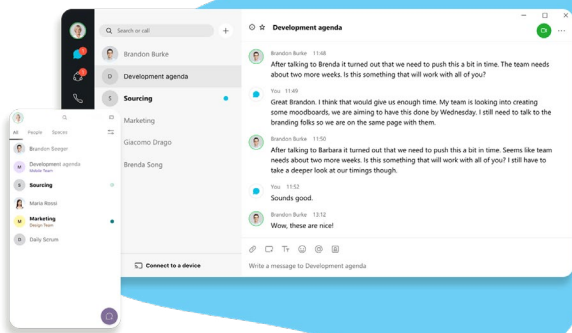 Search or call
Brandon Burke
Development agenda
Sourcing
Marketing
Giacomo Drago
Brenda Song
Connect to a device
Development agenda
Brandon Burke 11:48
After talking to Brenda it turned out that we need to push this a bit in time. The team needs
about two more weeks. Is this something that will work with all of you?
You 11:49
Great Brandon. I think that would give us enough time. My team is looking into creating
some moodboards, we are aiming to have this done by Wednesday. I still need to talk to the
branding folks so we are on the same page with them.
Brandon Burke 11:50
After talking to Barbara it turned out that we need to push this a bit in time. Seems like team
needs about two more weeks. Is this something that will work with all of you? I still have to
take a deeper look at our timings though.
You 11:52
Sounds good.
Brandon Burke 13:12
Wow, these are nice!
Write a message to Development agenda
All People Spaces
Brandon Seeger
M Development agenda
Mobile Team
S Sourcing
Maria Rossi
M Marketing
Design Team
D Daily Scrum